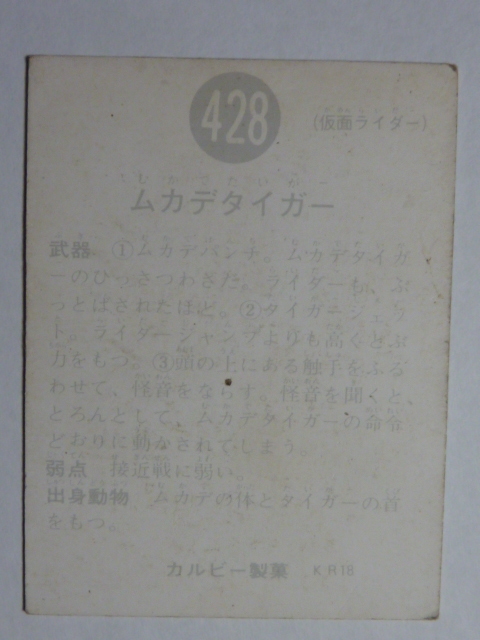 428
(仮面ライダー)
ムカデタイガー
武器 ①ムカデパンチ。ムカデタイガ
ーのひっさつわざだ。ライダーも、ぶ
っとばされたほど。②タイガニジェッ
ト。ライダージャンプよりも高くとぶ
力をもつ。③頭の上にある触手をふる
わせて、怪音をならす。怪音を聞くと、
とろんとして、ムカデタイガーの命令
どおりに動かされてしまう。
弱点 接近戦に弱い。
出身動物 ムカデの体とタイガーの首
をもつ。
カルビー製菓 KR18